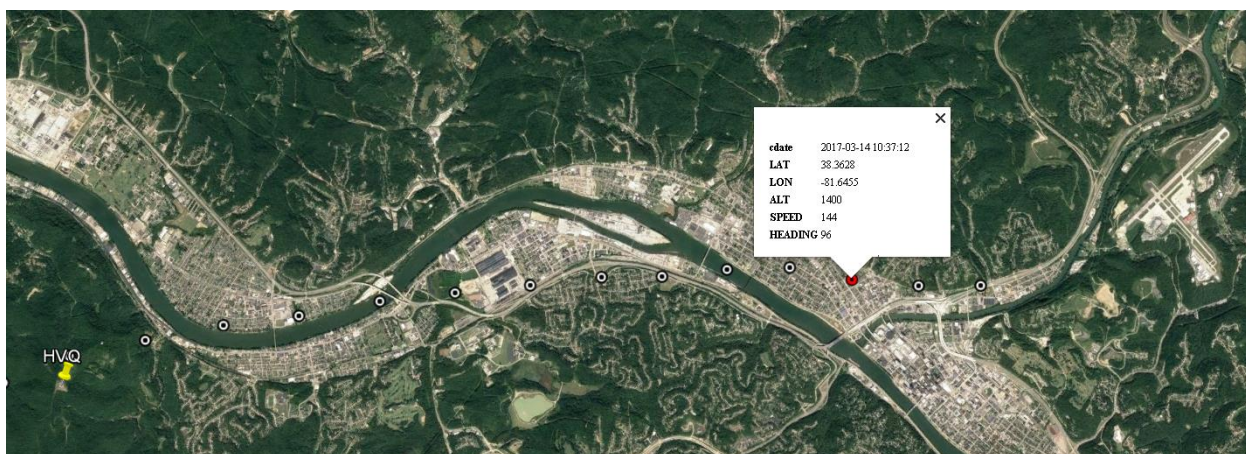 cdate 2017-03-14 10:37:12
LAT 38.3628
LON -81.6455
ALT 1400
SPEED 144
HEADING 96
HVQ